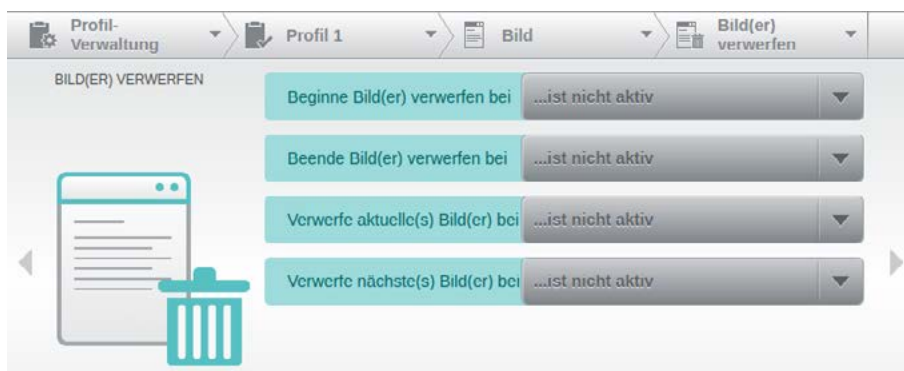 Profil-
Verwaltung
Profil 1
Bild
Bild(er)
verwerfen
BILD(ER) VERWERFEN
Beginne Bild(er) verwerfen bei
...ist nicht aktiv
Beende Bild(er) verwerfen bei
...ist nicht aktiv
Verwerfe aktuelle(s) Bild(er) bei
...ist nicht aktiv
Verwerfe nächste(s) Bild(er) bei
...ist nicht aktiv